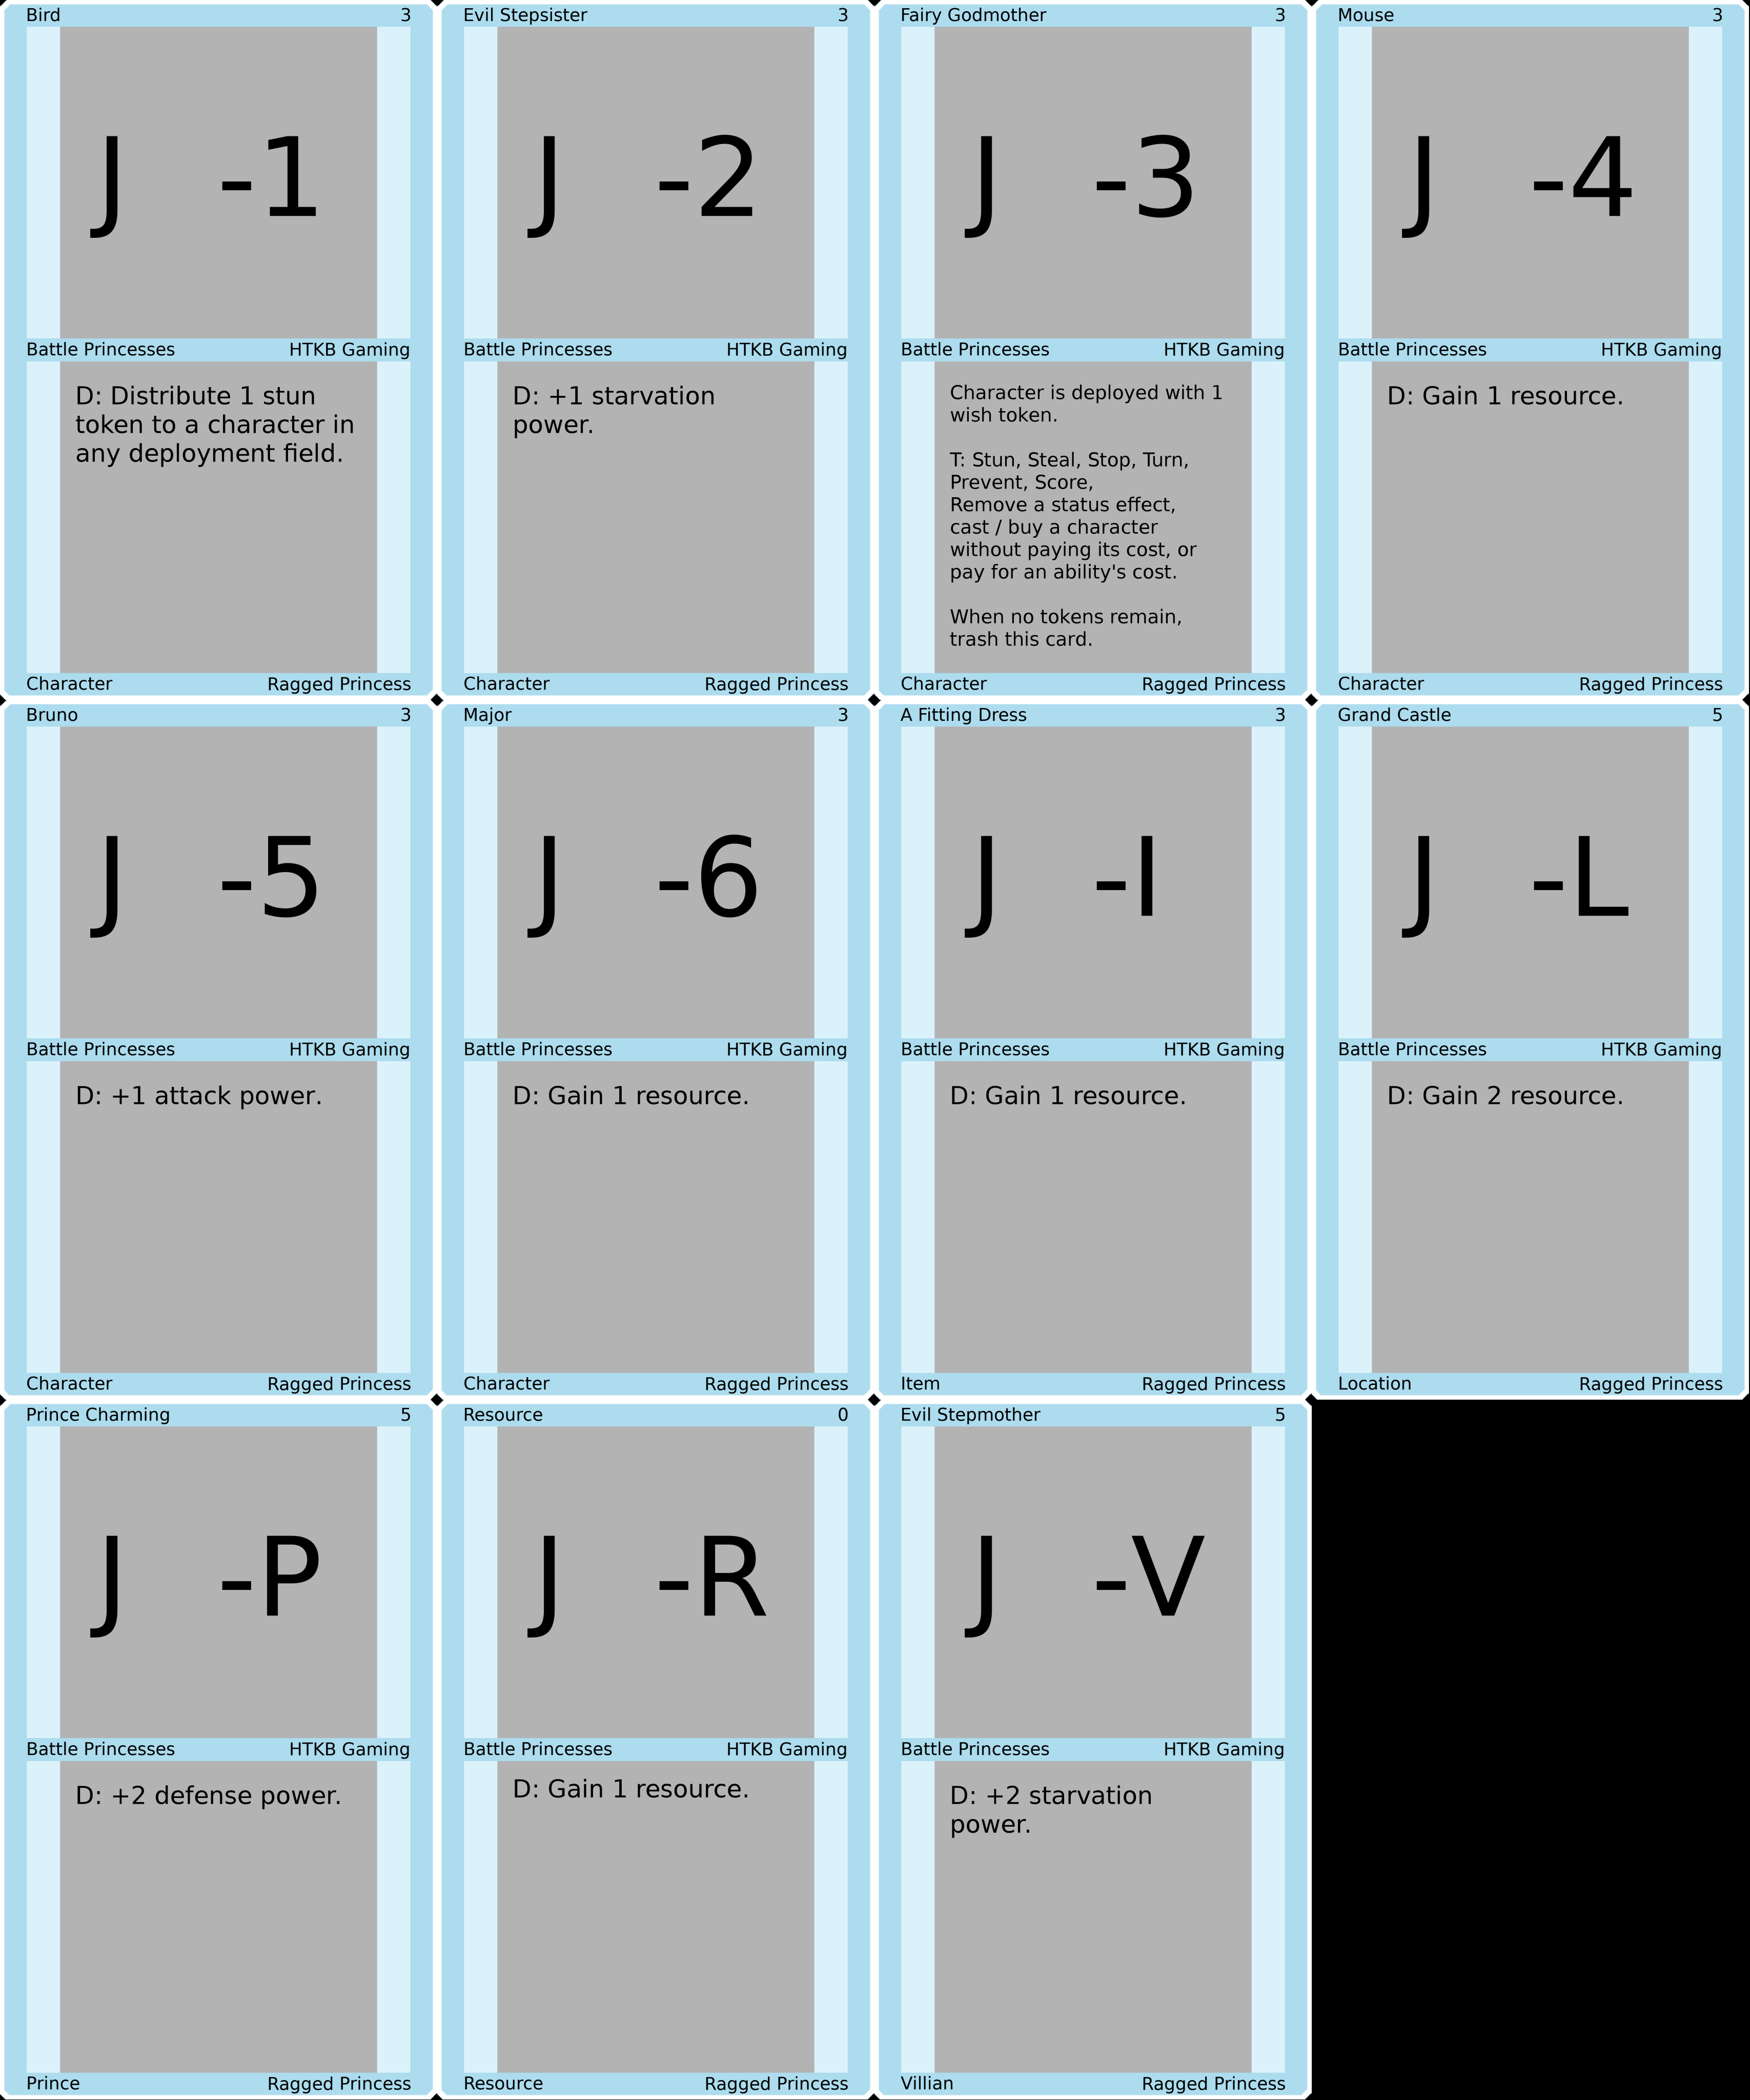 Bird 3
J -1
Battle Princesses HTKB Gaming
D: Distribute 1 stun
token to a character in
any deployment field.
Character Ragged Princess
Evil Stepsister 3
J -2
Battle Princesses HTKB Gaming
D: +1 starvation
power.
Character Ragged Princess
Fairy Godmother 3
J -3
Battle Princesses HTKB Gaming
Character is deployed with 1
wish token.
T: Stun, Steal, Stop, Turn,
Prevent, Score,
Remove a status effect,
cast / buy a character
without paying its cost, or
pay for an ability's cost.
When no tokens remain,
trash this card.
Character Ragged Princess
Mouse 3
J -4
Battle Princesses HTKB Gaming
D: Gain 1 resource.
Character Ragged Princess
Bruno 3
J -5
Battle Princesses HTKB Gaming
D: +1 attack power.
Character Ragged Princess
Major 3
J -6
Battle Princesses HTKB Gaming
D: Gain 1 resource.
Character Ragged Princess
A Fitting Dress 3
J -I
Battle Princesses HTKB Gaming
D: Gain 1 resource.
Item Ragged Princess
Grand Castle 5
J -L
Battle Princesses HTKB Gaming
D: Gain 2 resource.
Location Ragged Princess
Prince Charming 5
J -P
Battle Princesses HTKB Gaming
D: +2 defense power.
Prince Ragged Princess
Resource 0
J -R
Battle Princesses HTKB Gaming
D: Gain 1 resource.
Resource Ragged Princess
Evil Stepmother 5
J -V
Battle Princesses HTKB Gaming
D: +2 starvation
power.
Villian Ragged Princess